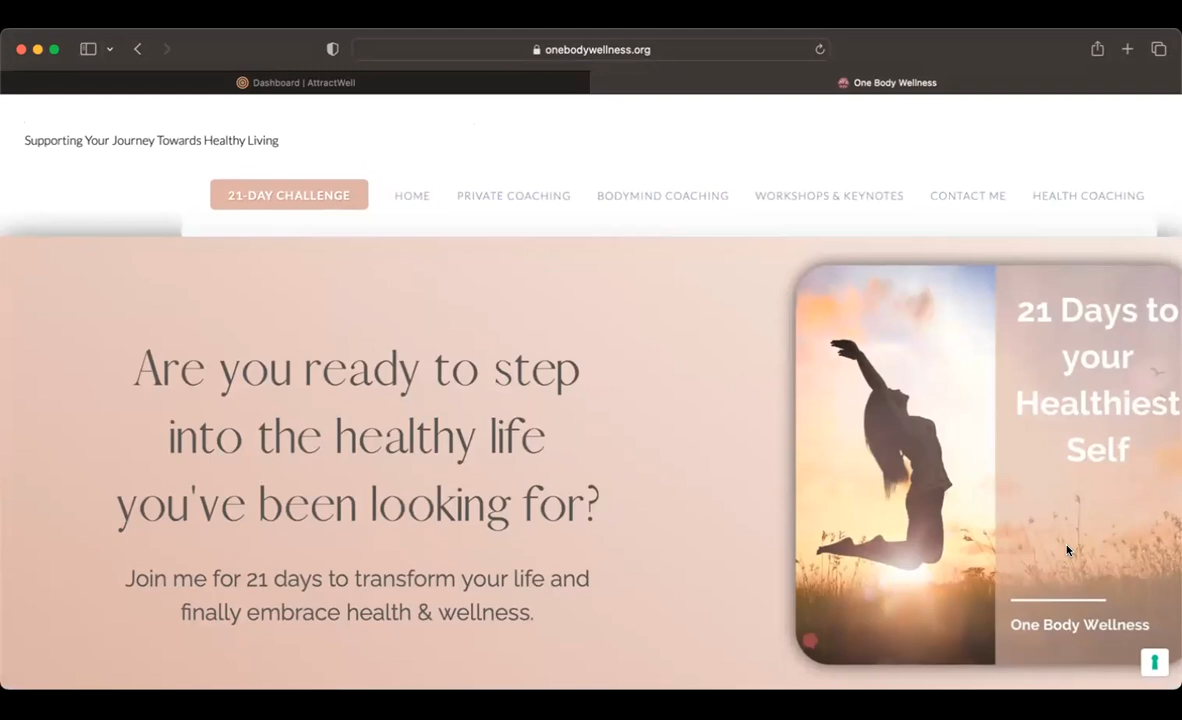 onebodywellness.org
Dashboard | AttractWell
One Body Wellness
Supporting Your Journey Towards Healthy Living
21-DAY CHALLENGE
HOME
PRIVATE COACHING
BODYMIND COACHING
WORKSHOPS & KEYNOTES
CONTACT ME
HEALTH COACHING
Are you ready to step
into the healthy life
you've been looking for?
Join me for 21 days to transform your life and
finally embrace health & wellness.
21 Days to
your
Healthiest
Self
One Body Wellness